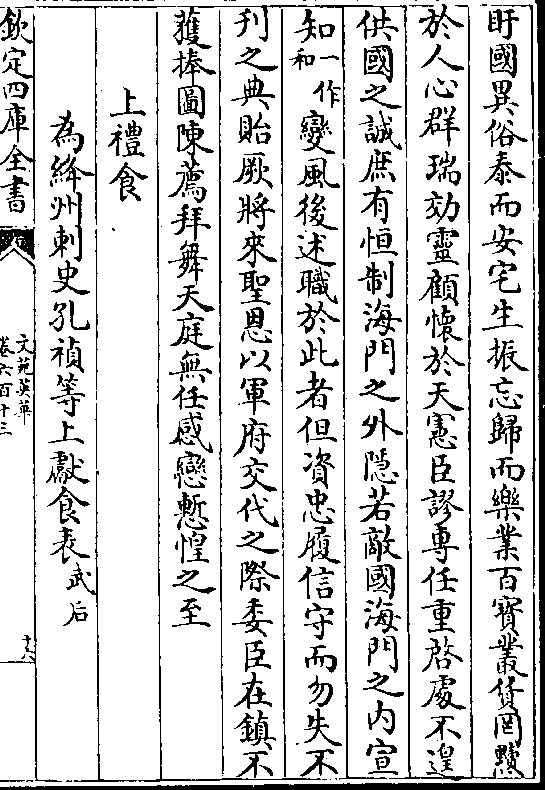 盱國異俗泰而安宅生振忘歸而樂業百寳叢貨罔黷
於人心群瑞効靈顧懷於天憲臣謬專任重啓處不遑
供國之誠庶有恒制海門之外隱若敵國海門之内宣
知一作和變風後述職於此者但資忠履信守而勿失不
刋之典貽厥將來聖恩以軍府交代之際委臣在鎮不
獲捧圖陳薦拜舞天庭無任感戀慙惶之至
上禮食
為絳州刺史孔禎等上獻食表武后
欽定四庫全書
文苑英華
卷六百十三
十六